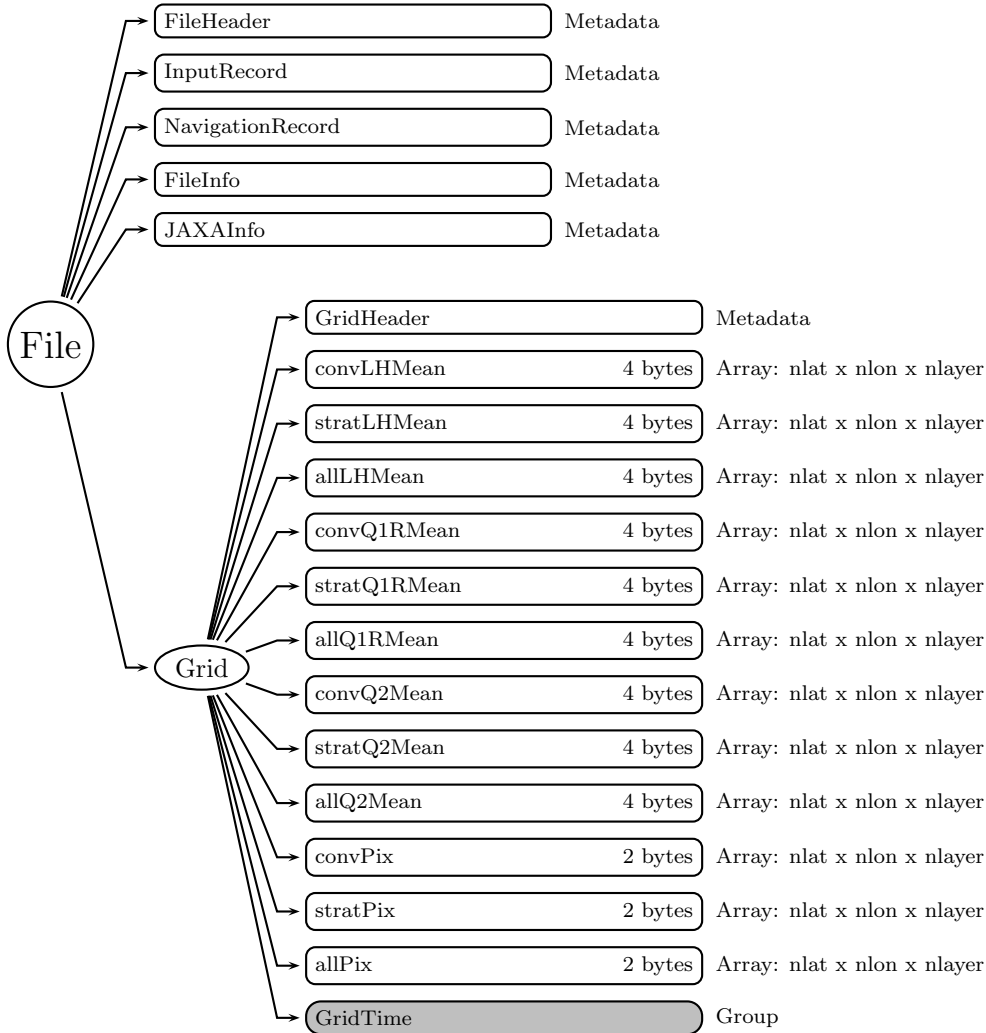 FileHeader Metadata
InputRecord Metadata
NavigationRecord Metadata
FileInfo Metadata
JAXAInfo Metadata
File
GridHeader Metadata
convLHMean 4 bytes Array: nlat x nlon x nlayer
stratLHMean 4 bytes Array: nlat x nlon x nlayer
allLHMean 4 bytes Array: nlat x nlon x nlayer
convQ1RMean 4 bytes Array: nlat x nlon x nlayer
stratQ1RMean 4 bytes Array: nlat x nlon x nlayer
allQ1RMean 4 bytes Array: nlat x nlon x nlayer
Grid
convQ2Mean 4 bytes Array: nlat x nlon x nlayer
stratQ2Mean 4 bytes Array: nlat x nlon x nlayer
allQ2Mean 4 bytes Array: nlat x nlon x nlayer
convPix 2 bytes Array: nlat x nlon x nlayer
stratPix 2 bytes Array: nlat x nlon x nlayer
allPix 2 bytes Array: nlat x nlon x nlayer
GridTime Group